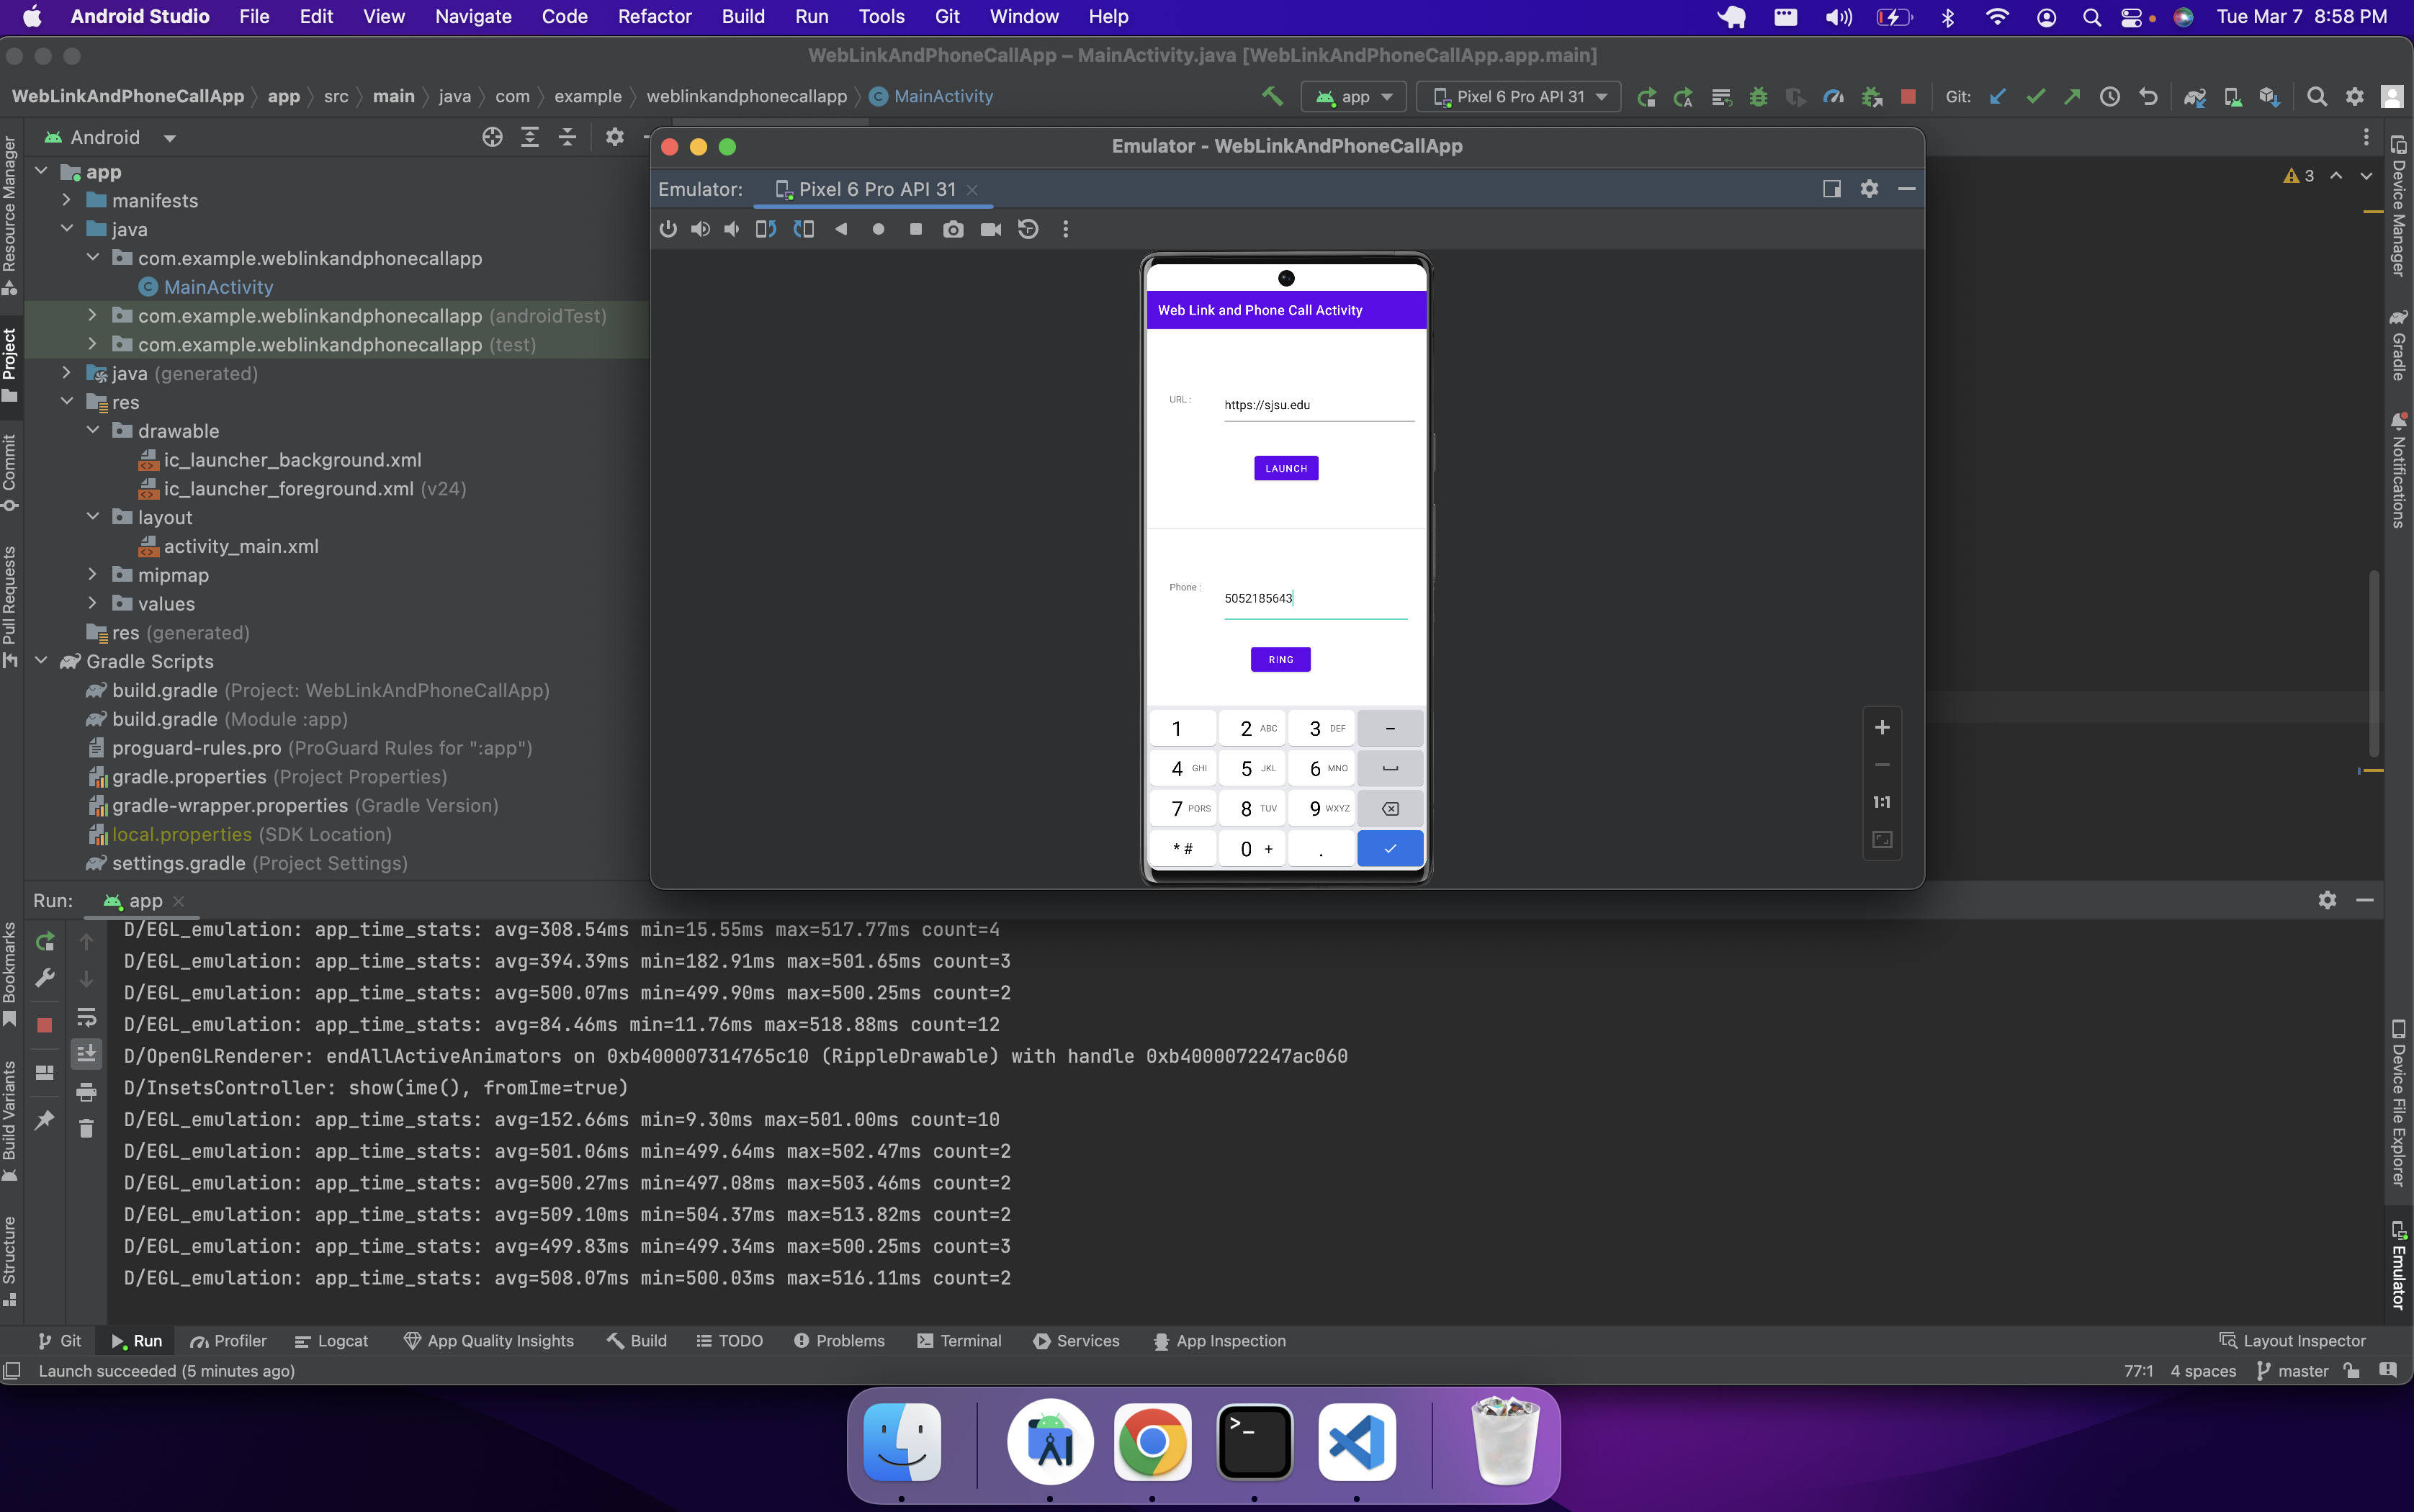 Android Studio File Edit View Navigate Code Refactor Build Run Tools Git Window Help Tue Mar 7 8:58 PM
WebLinkAndPhoneCallApp – MainActivity.java [WebLinkAndPhoneCallApp.app.main]
WebLinkAndPhoneCallApp app src main java com example weblinkandphonecallapp C MainActivity app Pixel 6 Pro API 31 Git:
Android
Emulator - WebLinkAndPhoneCallApp
Emulator: Pixel 6 Pro API 31
3
app
manifests
java
com.example.weblinkandphonecallapp
C MainActivity
com.example.weblinkandphonecallapp (androidTest)
com.example.weblinkandphonecallapp (test)
java (generated)
res
drawable
ic_launcher_background.xml
ic_launcher_foreground.xml (v24)
layout
activity_main.xml
mipmap
values
res (generated)
Gradle Scripts
build.gradle (Project: WebLinkAndPhoneCallApp)
build.gradle (Module :app)
proguard-rules.pro (ProGuard Rules for ":app")
gradle.properties (Project Properties)
gradle-wrapper.properties (Gradle Version)
local.properties (SDK Location)
settings.gradle (Project Settings)
Web Link and Phone Call Activity
URL : https://sjsu.edu
LAUNCH
Phone : 5052185643
RING
1 2 ABC 3 DEF −
4 GHI 5 JKL 6 MNO
7 PQRS 8 TUV 9 WXYZ
* # 0 + .
1:1
Resource Manager
Project
Commit
Pull Requests
Bookmarks
Build Variants
Structure
Device Manager
Gradle
Notifications
Device File Explorer
Emulator
Run: app
D/EGL_emulation: app_time_stats: avg=308.54ms min=15.55ms max=517.77ms count=4
D/EGL_emulation: app_time_stats: avg=394.39ms min=182.91ms max=501.65ms count=3
D/EGL_emulation: app_time_stats: avg=500.07ms min=499.90ms max=500.25ms count=2
D/EGL_emulation: app_time_stats: avg=84.46ms min=11.76ms max=518.88ms count=12
D/OpenGLRenderer: endAllActiveAnimators on 0xb400007314765c10 (RippleDrawable) with handle 0xb4000072247ac060
D/InsetsController: show(ime(), fromIme=true)
D/EGL_emulation: app_time_stats: avg=152.66ms min=9.30ms max=501.00ms count=10
D/EGL_emulation: app_time_stats: avg=501.06ms min=499.64ms max=502.47ms count=2
D/EGL_emulation: app_time_stats: avg=500.27ms min=497.08ms max=503.46ms count=2
D/EGL_emulation: app_time_stats: avg=509.10ms min=504.37ms max=513.82ms count=2
D/EGL_emulation: app_time_stats: avg=499.83ms min=499.34ms max=500.25ms count=3
D/EGL_emulation: app_time_stats: avg=508.07ms min=500.03ms max=516.11ms count=2
Git Run Profiler Logcat App Quality Insights Build TODO Problems Terminal Services App Inspection Layout Inspector
Launch succeeded (5 minutes ago) 77:1 4 spaces master